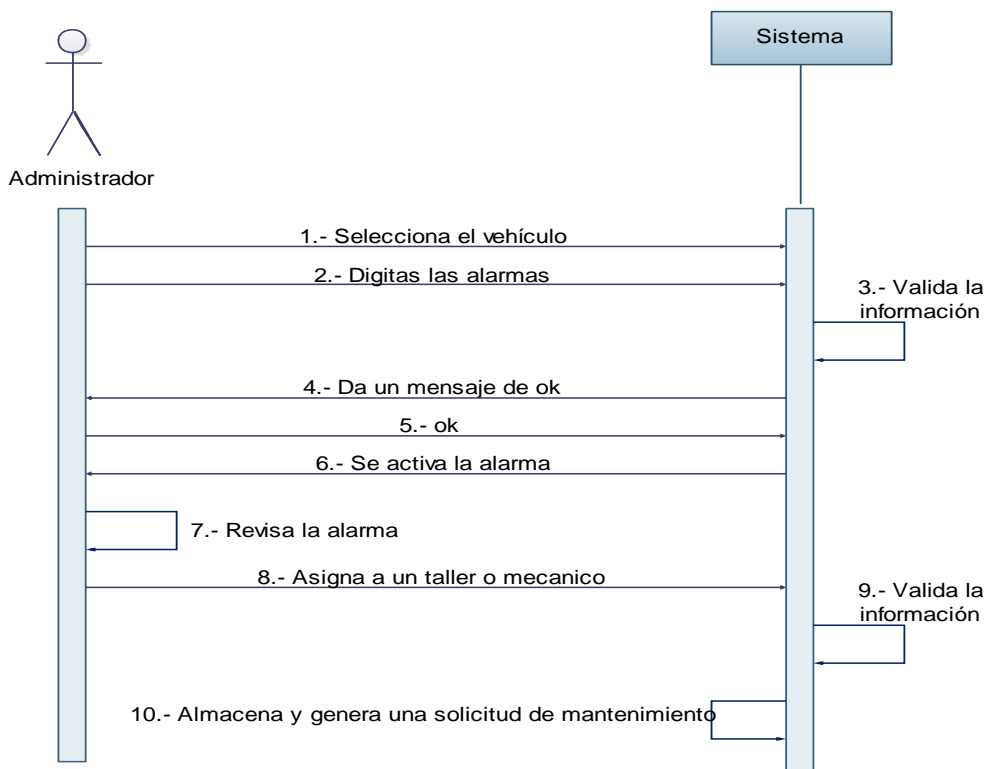 Sistema
Administrador
1.- Selecciona el vehículo
2.- Digitas las alarmas
3.- Valida la
información
4.- Da un mensaje de ok
5.- ok
6.- Se activa la alarma
7.- Revisa la alarma
8.- Asigna a un taller o mecanico
9.- Valida la
información
10.- Almacena y genera una solicitud de mantenimiento